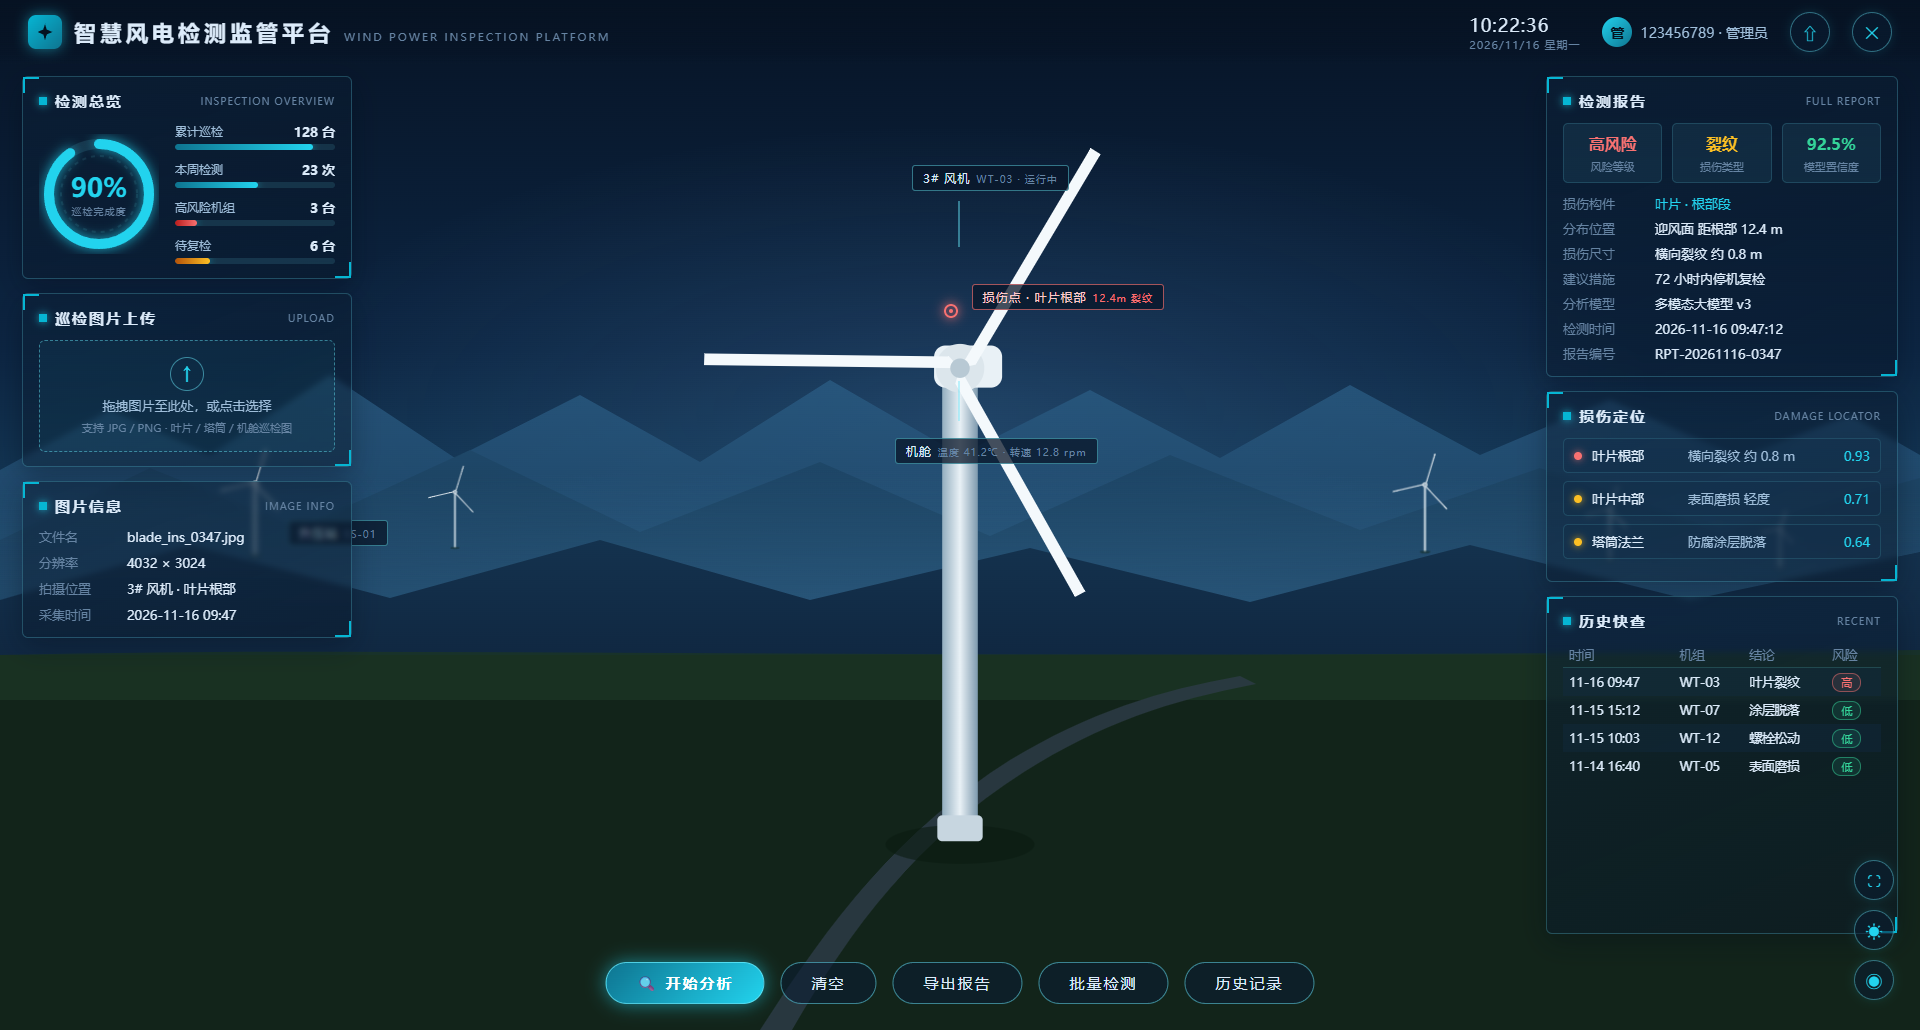 智慧风电检测监管平台 WIND POWER INSPECTION PLATFORM
10:22:36
2026/11/16 星期一
管 123456789 · 管理员
检测总览 INSPECTION OVERVIEW
90%
巡检完成度
累计巡检 128 台
本周检测 23 次
高风险机组 3 台
待复检 6 台
巡检图片上传 UPLOAD
拖拽图片至此处，或点击选择
支持 JPG / PNG · 叶片 / 塔筒 / 机舱巡检图
图片信息 IMAGE INFO
文件名 blade_ins_0347.jpg
分辨率 4032 × 3024
拍摄位置 3# 风机 · 叶片根部
采集时间 2026-11-16 09:47
S-01
3# 风机 WT-03 · 运行中
损伤点 · 叶片根部 12.4m 裂纹
机舱 温度 41.2°C · 转速 12.8 rpm
检测报告 FULL REPORT
高风险
风险等级
裂纹
损伤类型
92.5%
模型置信度
损伤构件 叶片 · 根部段
分布位置 迎风面 距根部 12.4 m
损伤尺寸 横向裂纹 约 0.8 m
建议措施 72 小时内停机复检
分析模型 多模态大模型 v3
检测时间 2026-11-16 09:47:12
报告编号 RPT-20261116-0347
损伤定位 DAMAGE LOCATOR
叶片根部 横向裂纹 约 0.8 m 0.93
叶片中部 表面磨损 轻度 0.71
塔筒法兰 防腐涂层脱落 0.64
历史快查 RECENT
时间 机组 结论 风险
11-16 09:47 WT-03 叶片裂纹 高
11-15 15:12 WT-07 涂层脱落 低
11-15 10:03 WT-12 螺栓松动 低
11-14 16:40 WT-05 表面磨损 低
开始分析 清空 导出报告 批量检测 历史记录